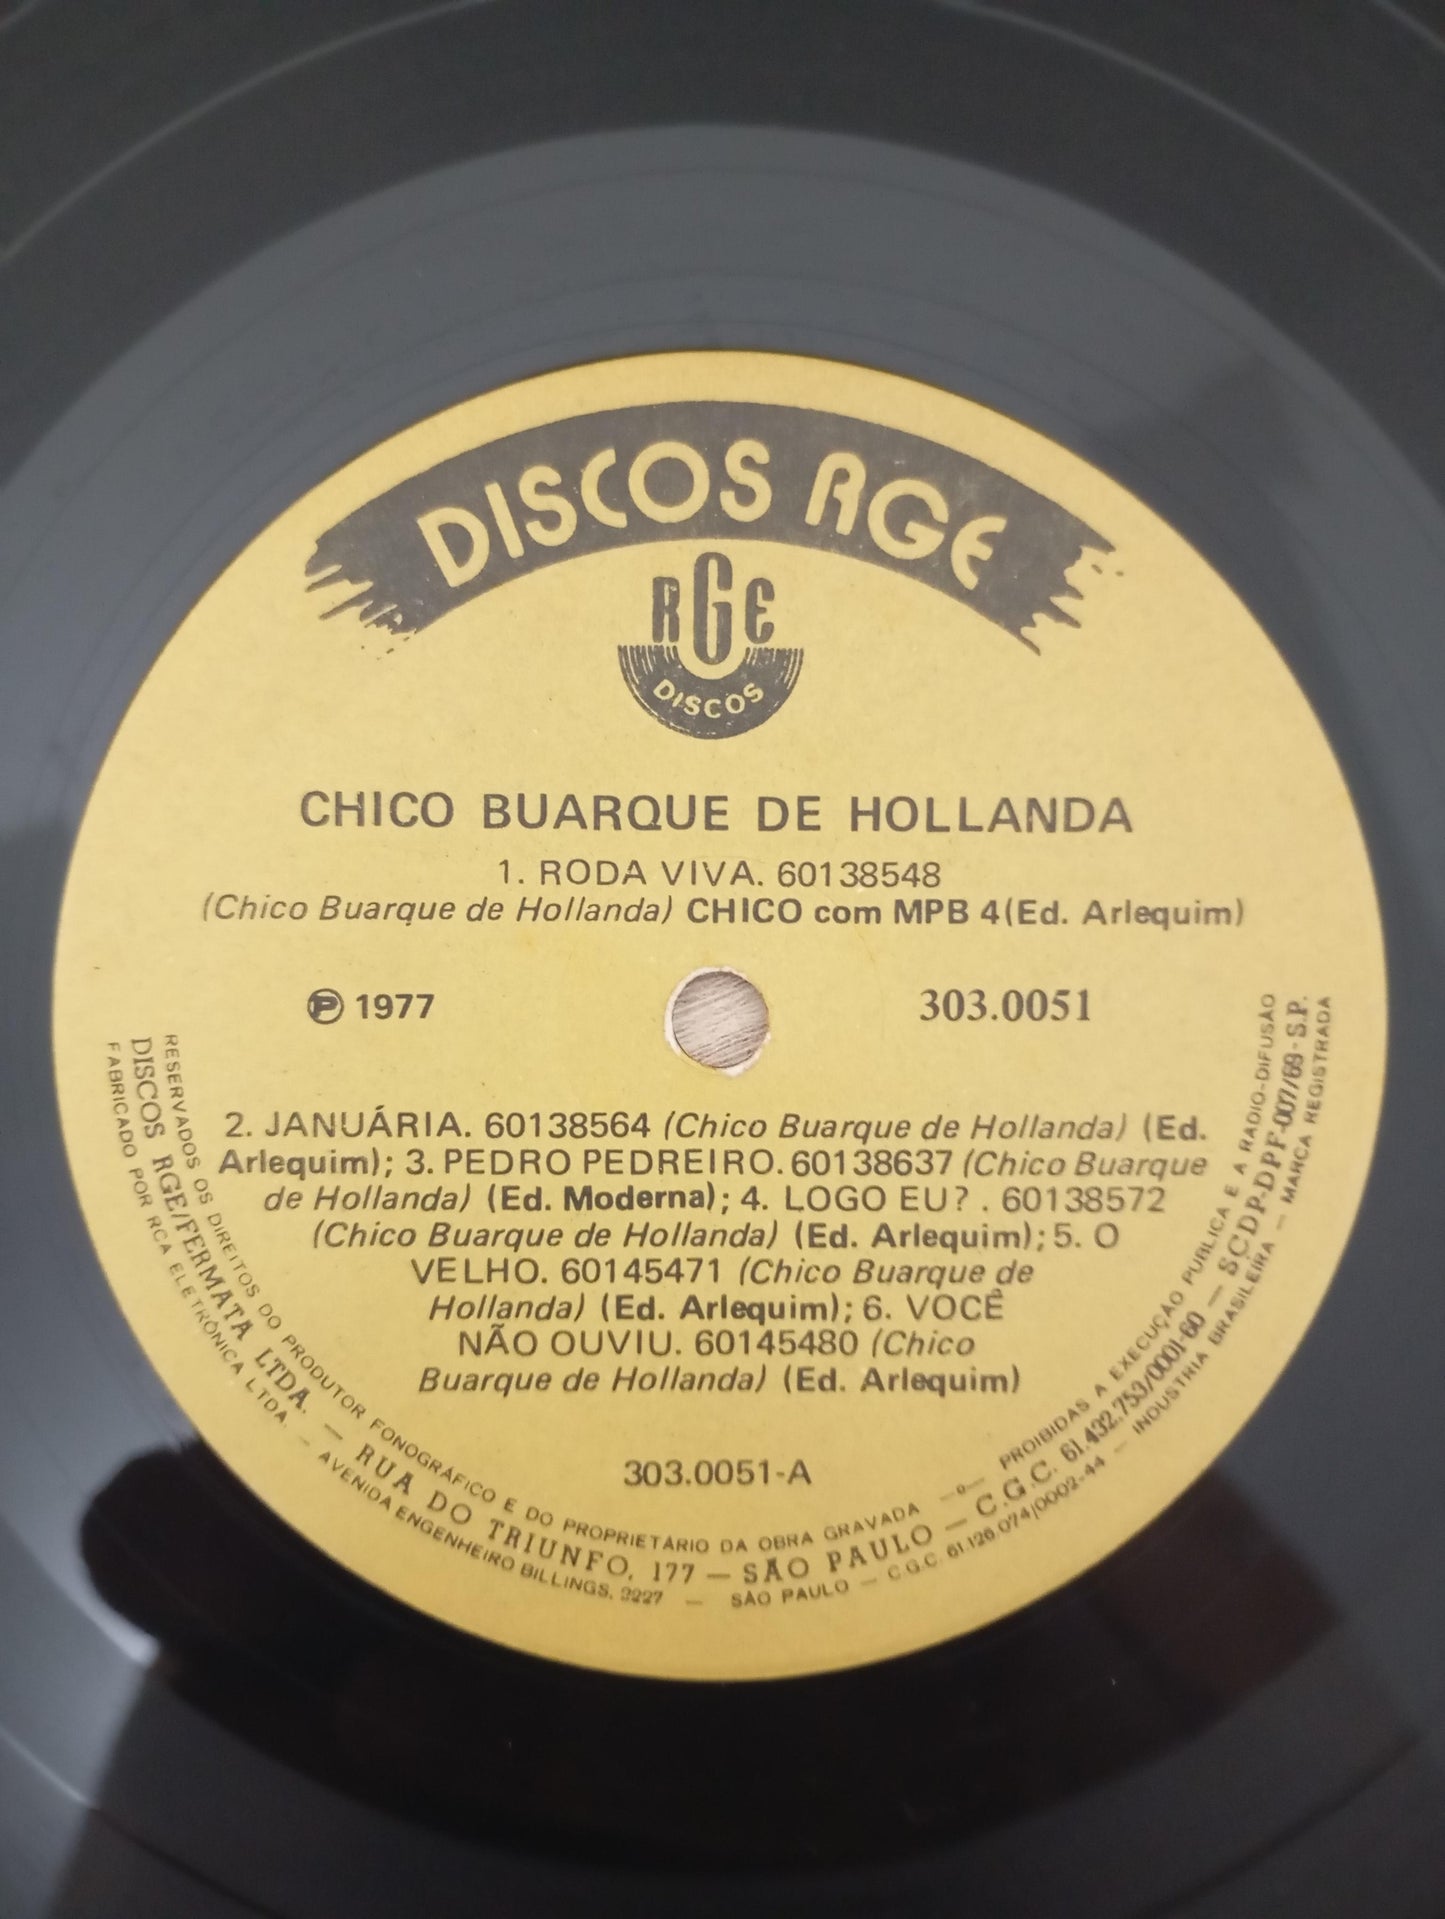 DISCOS RGE
RGE
DISCOS
CHICO BUARQUE DE HOLLANDA
1. RODA VIVA. 60138548
(Chico Buarque de Hollanda) CHICO com MPB 4(Ed. Arlequim)
Ⓟ 1977
303.0051
2. JANUÁRIA. 60138564 (Chico Buarque de Hollanda) (Ed.
Arlequim); 3. PEDRO PEDREIRO. 60138637 (Chico Buarque
de Hollanda) (Ed. Moderna); 4. LOGO EU? . 60138572
(Chico Buarque de Hollanda) (Ed. Arlequim); 5. O
VELHO. 60145471 (Chico Buarque de
Hollanda) (Ed. Arlequim); 6. VOCÊ
NÃO OUVIU. 60145480 (Chico
Buarque de Hollanda) (Ed. Arlequim)
303.0051-A
RESERVADOS OS DIREITOS DO PRODUTOR FONOGRÁFICO E DO PROPRIETÁRIO DA OBRA GRAVADA —o— PROIBIDAS A EXECUÇÃO PUBLICA E A RADIO-DIFUSÃO
DISCOS RGE/FERMATA LTDA. — RUA DO TRIUNFO, 177 — SÃO PAULO — C.G.C. 61.432.753/0001-60 — SCDP-DPF-007/69 - S.P.
FABRICADO POR RCA ELETRÔNICA LTDA. — AVENIDA ENGENHEIRO BILLINGS, 2227 — SÃO PAULO — C.G.C. 61.126.074/0002-44 — INDUSTRIA BRASILEIRA — MARCA REGISTRADA